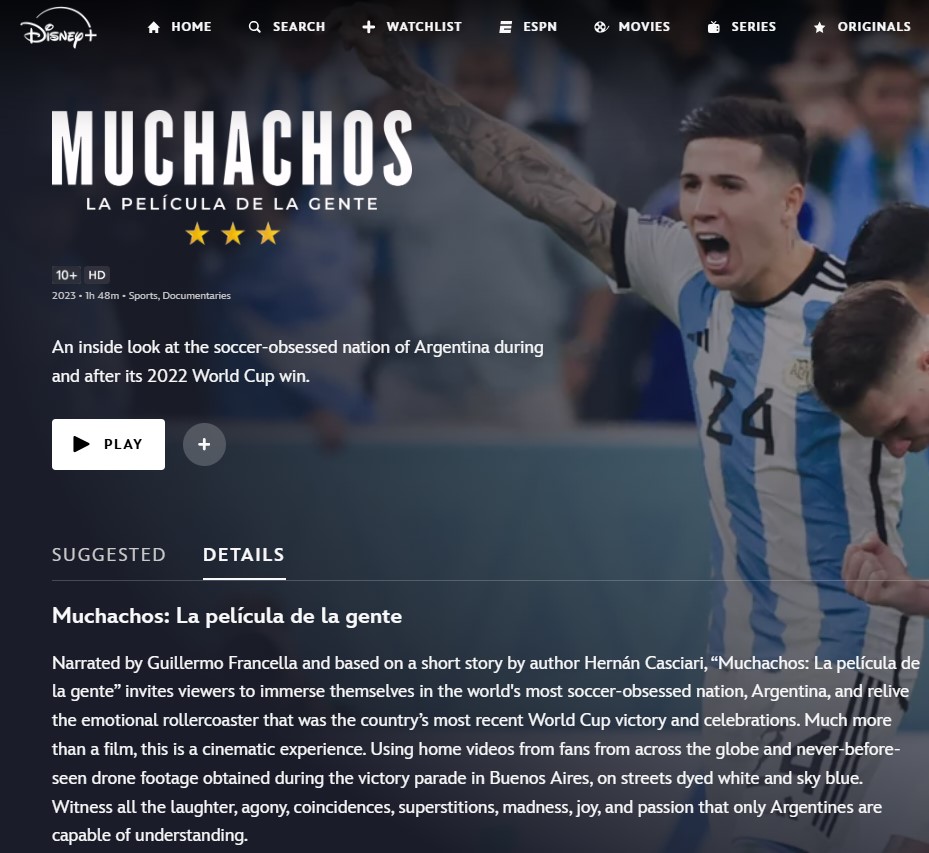 Disney+
HOME
SEARCH
WATCHLIST
ESPN
MOVIES
SERIES
ORIGINALS
MUCHACHOS
LA PELÍCULA DE LA GENTE
10+ HD
2023 • 1h 48m • Sports, Documentaries
An inside look at the soccer-obsessed nation of Argentina during
and after its 2022 World Cup win.
PLAY
24
SUGGESTED
DETAILS
Muchachos: La película de la gente
Narrated by Guillermo Francella and based on a short story by author Hernán Casciari, “Muchachos: La película de
la gente” invites viewers to immerse themselves in the world's most soccer-obsessed nation, Argentina, and relive
the emotional rollercoaster that was the country’s most recent World Cup victory and celebrations. Much more
than a film, this is a cinematic experience. Using home videos from fans from across the globe and never-before-
seen drone footage obtained during the victory parade in Buenos Aires, on streets dyed white and sky blue.
Witness all the laughter, agony, coincidences, superstitions, madness, joy, and passion that only Argentines are
capable of understanding.